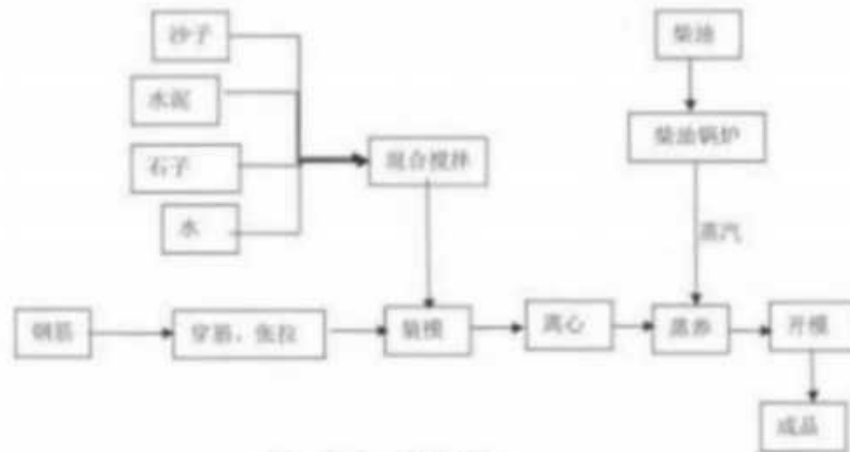 沙子
柴油
水泥
柴油锅炉
石子
混合搅拌
水
蒸汽
钢筋
穿筋、张拉
装模
离心
蒸养
开模
成品